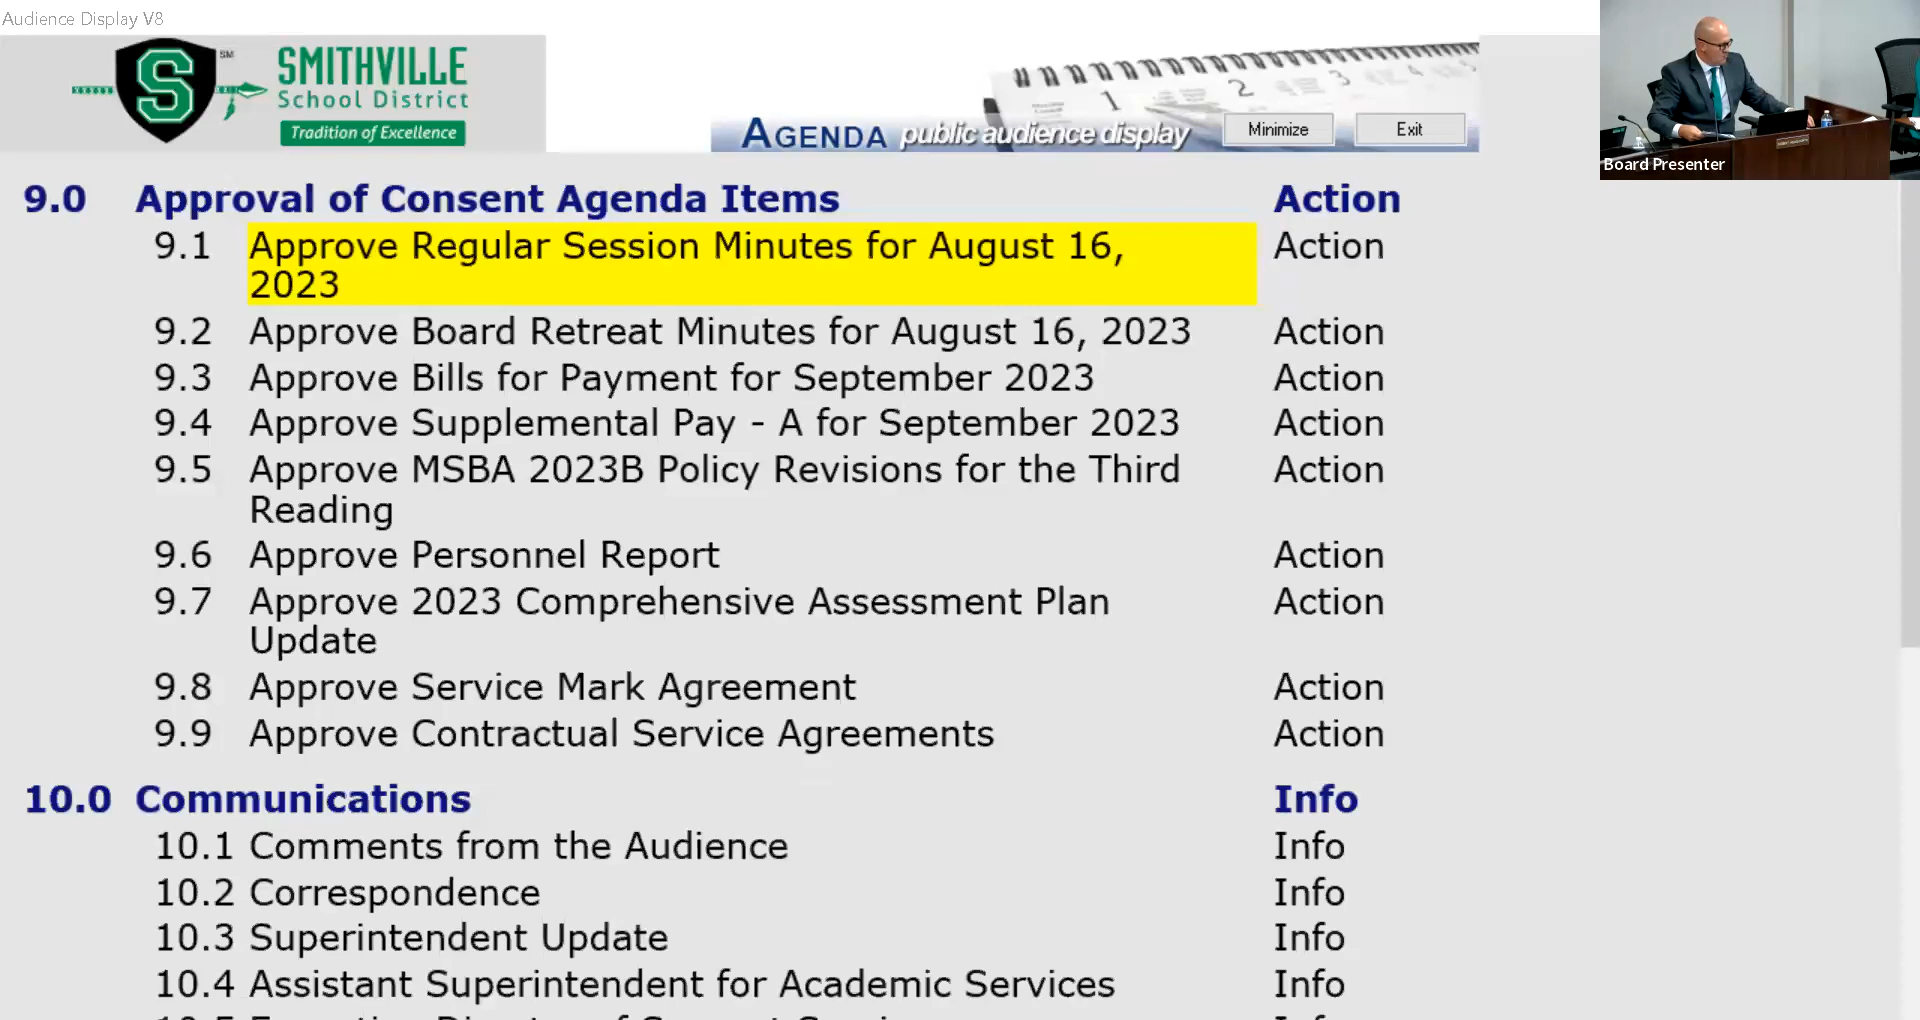 Audience Display V8
S SM
SMITHVILLE
School District
Tradition of Excellence
1 2 3 4 5
AGENDA public audience display
Minimize Exit
Board Presenter
9.0 Approval of Consent Agenda Items Action
9.1 Approve Regular Session Minutes for August 16, Action
2023
9.2 Approve Board Retreat Minutes for August 16, 2023 Action
9.3 Approve Bills for Payment for September 2023 Action
9.4 Approve Supplemental Pay - A for September 2023 Action
9.5 Approve MSBA 2023B Policy Revisions for the Third Action
Reading
9.6 Approve Personnel Report Action
9.7 Approve 2023 Comprehensive Assessment Plan Action
Update
9.8 Approve Service Mark Agreement Action
9.9 Approve Contractual Service Agreements Action
10.0 Communications Info
10.1 Comments from the Audience Info
10.2 Correspondence Info
10.3 Superintendent Update Info
10.4 Assistant Superintendent for Academic Services Info